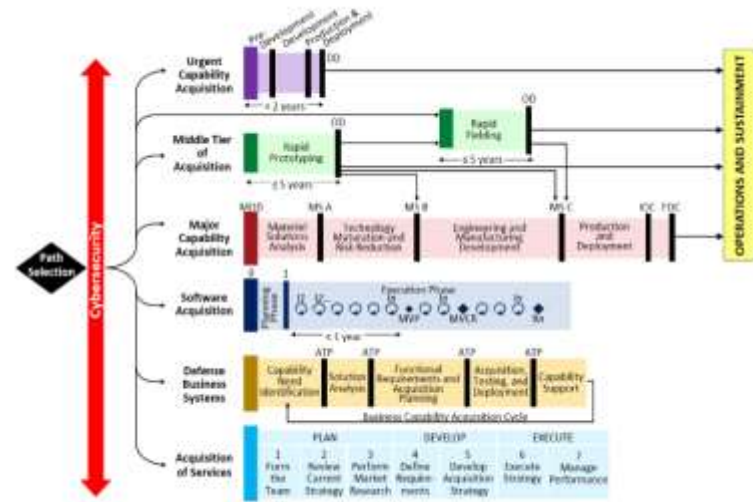 Pre-
Development
Development
Production &
Deployment
OD
Urgent
Capability
Acquisition
< 2 years
OD
Rapid
Fielding
≤ 5 years
OD
Middle Tier of
Acquisition
Rapid
Prototyping
≤ 5 years
OPERATIONS AND SUSTAINMENT
Path
Selection
Cybersecurity
MDD
MS A
MS B
MS C
IOC
FOC
Major
Capability
Acquisition
Materiel
Solutions
Analysis
Technology
Maturation and
Risk Reduction
Engineering and
Manufacturing
Development
Production
and
Deployment
Software
Acquisition
Planning
Phase
Execution Phase
MVP
MVCR
Rn
< 1 year
ATP
ATP
ATP
ATP
Defense
Business
Systems
Capability
Need
Identification
Solution
Analysis
Functional
Requirements and
Acquisition
Planning
Acquisition,
Testing, and
Deployment
Capability
Support
Business Capability Acquisition Cycle
Acquisition
of Services
PLAN
DEVELOP
EXECUTE
1
Form
the
Team
2
Review
Current
Strategy
3
Perform
Market
Research
4
Define
Require-
ments
5
Develop
Acquisition
Strategy
6
Execute
Strategy
7
Manage
Performance